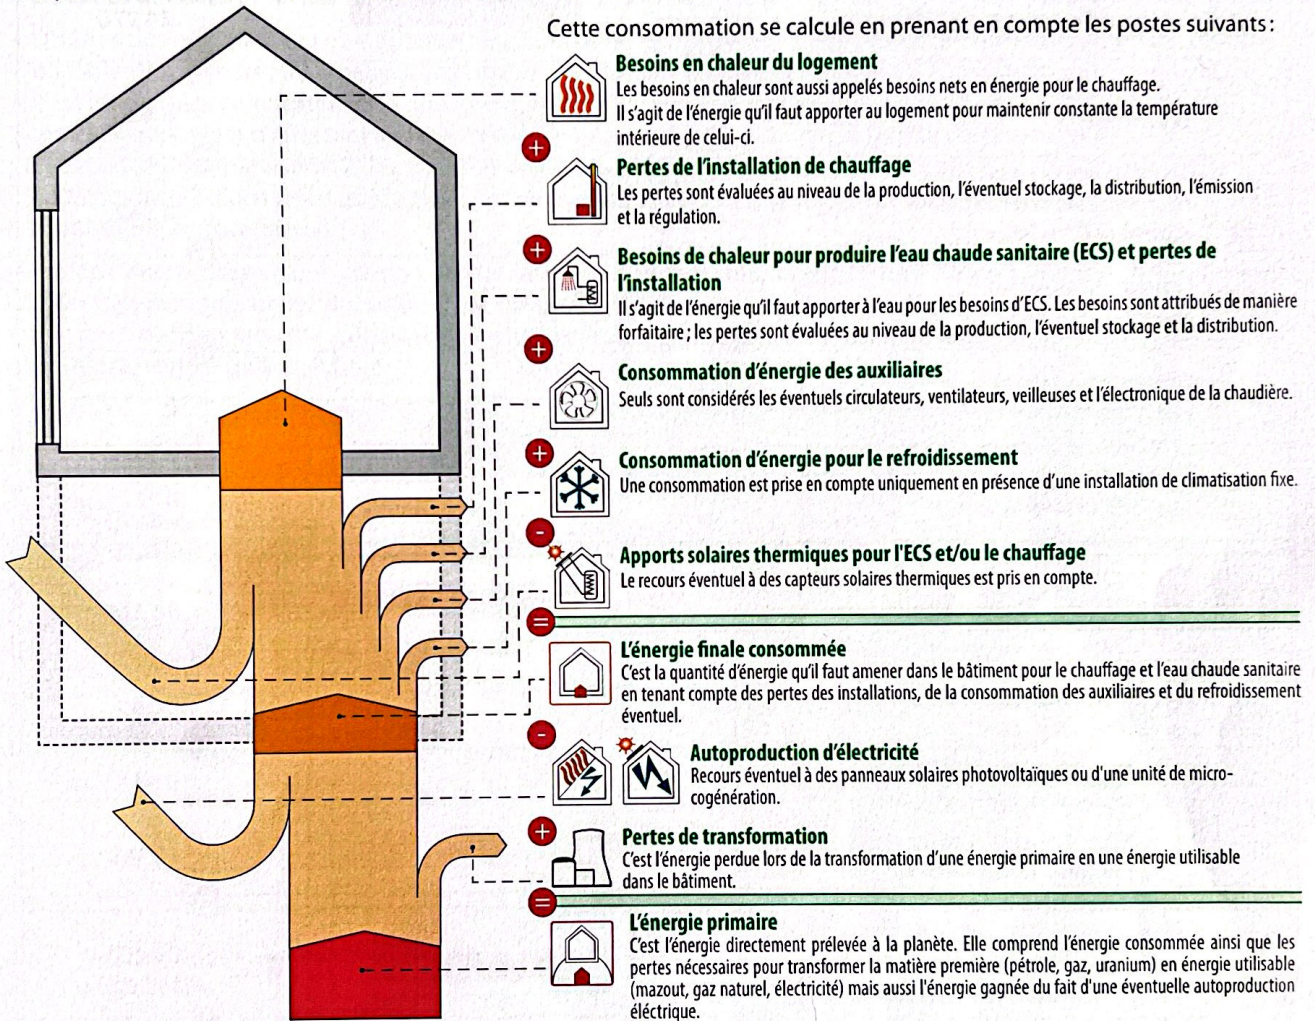 Cette consommation se calcule en prenant en compte les postes suivants :
Besoins en chaleur du logement
Les besoins en chaleur sont aussi appelés besoins nets en énergie pour le chauffage.
Il s'agit de l'énergie qu'il faut apporter au logement pour maintenir constante la température
intérieure de celui-ci.
+
Pertes de l'installation de chauffage
Les pertes sont évaluées au niveau de la production, l'éventuel stockage, la distribution, l'émission
et la régulation.
+
Besoins de chaleur pour produire l'eau chaude sanitaire (ECS) et pertes de
l'installation
Il s'agit de l'énergie qu'il faut apporter à l'eau pour les besoins d'ECS. Les besoins sont attribués de manière
forfaitaire ; les pertes sont évaluées au niveau de la production, l'éventuel stockage et la distribution.
+
Consommation d'énergie des auxiliaires
Seuls sont considérés les éventuels circulateurs, ventilateurs, veilleuses et l'électronique de la chaudière.
+
Consommation d'énergie pour le refroidissement
Une consommation est prise en compte uniquement en présence d'une installation de climatisation fixe.
-
Apports solaires thermiques pour l'ECS et/ou le chauffage
Le recours éventuel à des capteurs solaires thermiques est pris en compte.
=
L'énergie finale consommée
C'est la quantité d'énergie qu'il faut amener dans le bâtiment pour le chauffage et l'eau chaude sanitaire
en tenant compte des pertes des installations, de la consommation des auxiliaires et du refroidissement
éventuel.
-
Autoproduction d'électricité
Recours éventuel à des panneaux solaires photovoltaïques ou d'une unité de micro-
cogénération.
+
Pertes de transformation
C'est l'énergie perdue lors de la transformation d'une énergie primaire en une énergie utilisable
dans le bâtiment.
=
L'énergie primaire
C'est l'énergie directement prélevée à la planète. Elle comprend l'énergie consommée ainsi que les
pertes nécessaires pour transformer la matière première (pétrole, gaz, uranium) en énergie utilisable
(mazout, gaz naturel, électricité) mais aussi l'énergie gagnée du fait d'une éventuelle autoproduction
éléctrique.